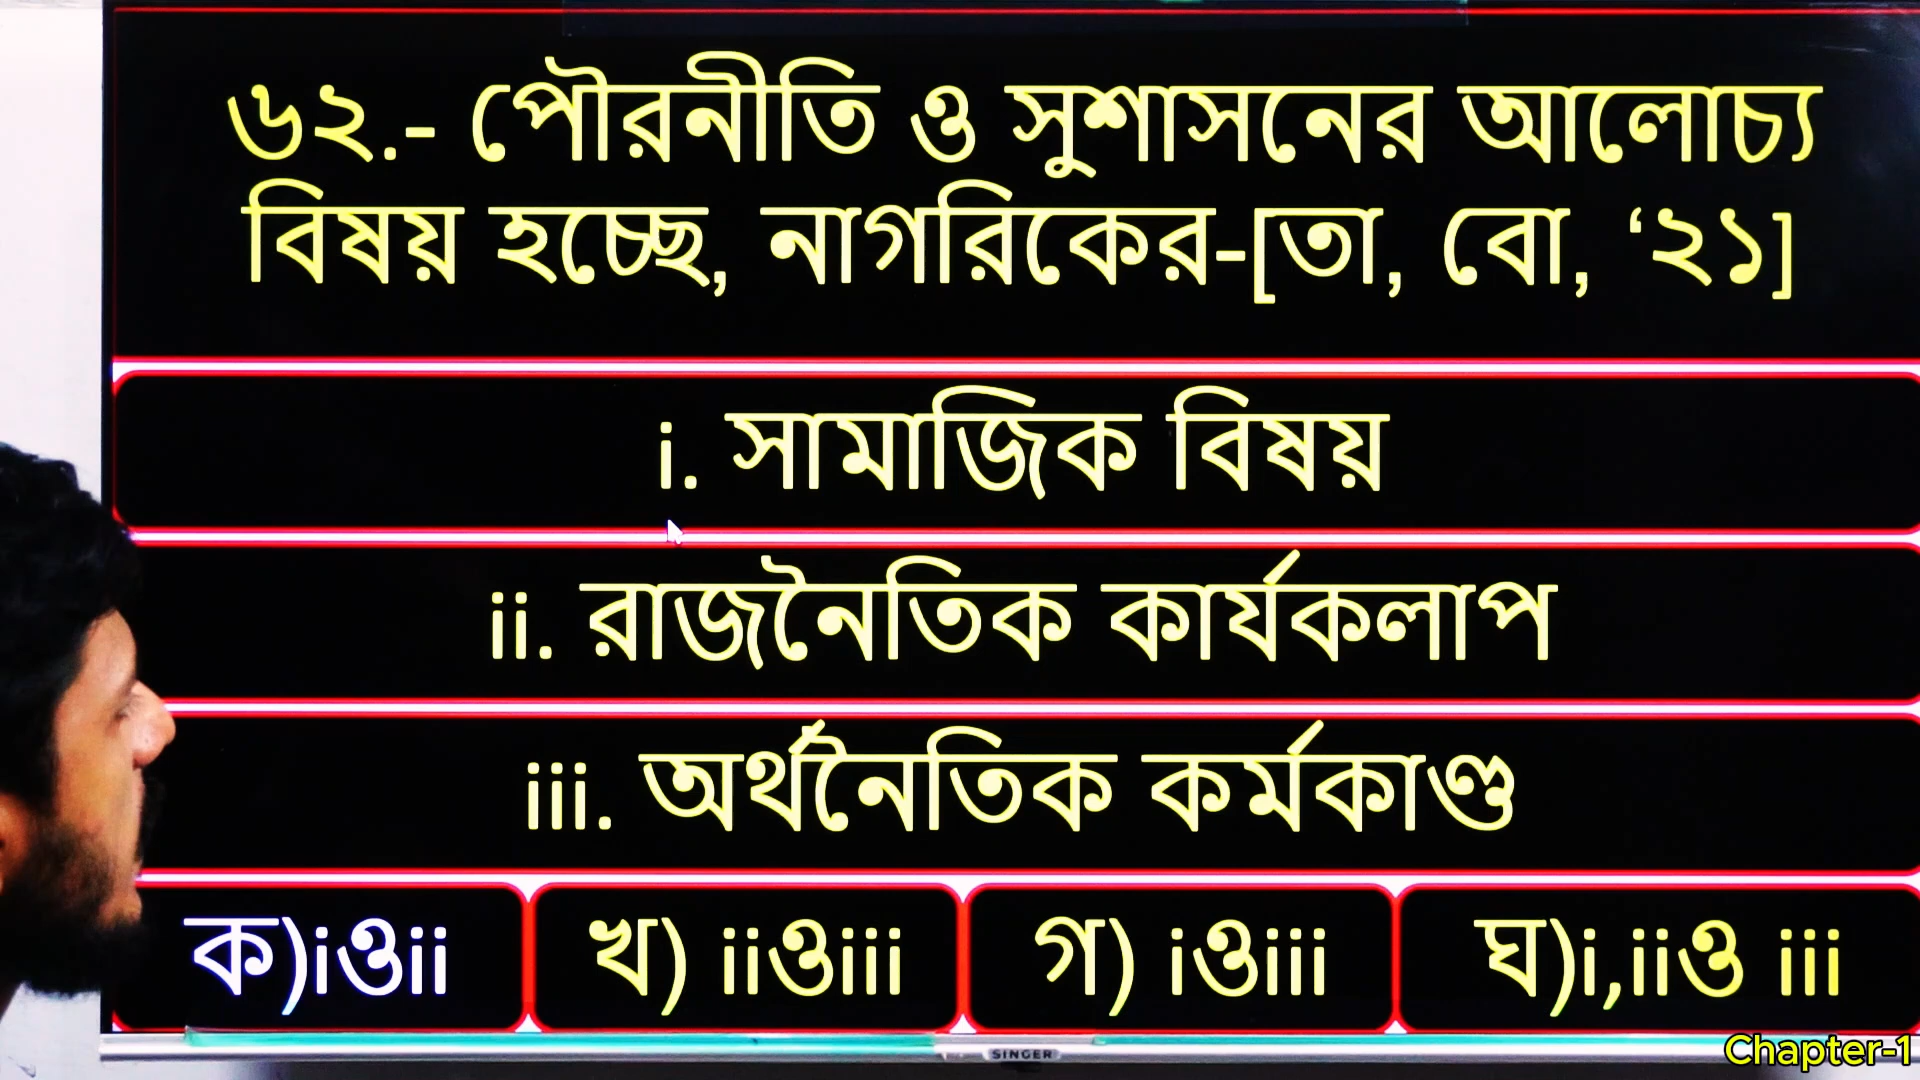 ৬২.- পৌরনীতি ও সুশাসনের আলোচ্য
বিষয় হচ্ছে, নাগরিকের-[তা, বো, ‘২১]
i. সামাজিক বিষয়
ii. রাজনৈতিক কার্যকলাপ
iii. অর্থনৈতিক কর্মকাণ্ড
ক)iওii খ) iiওiii গ) iওiii ঘ)i,iiও iii
SINGER
Chapter-1